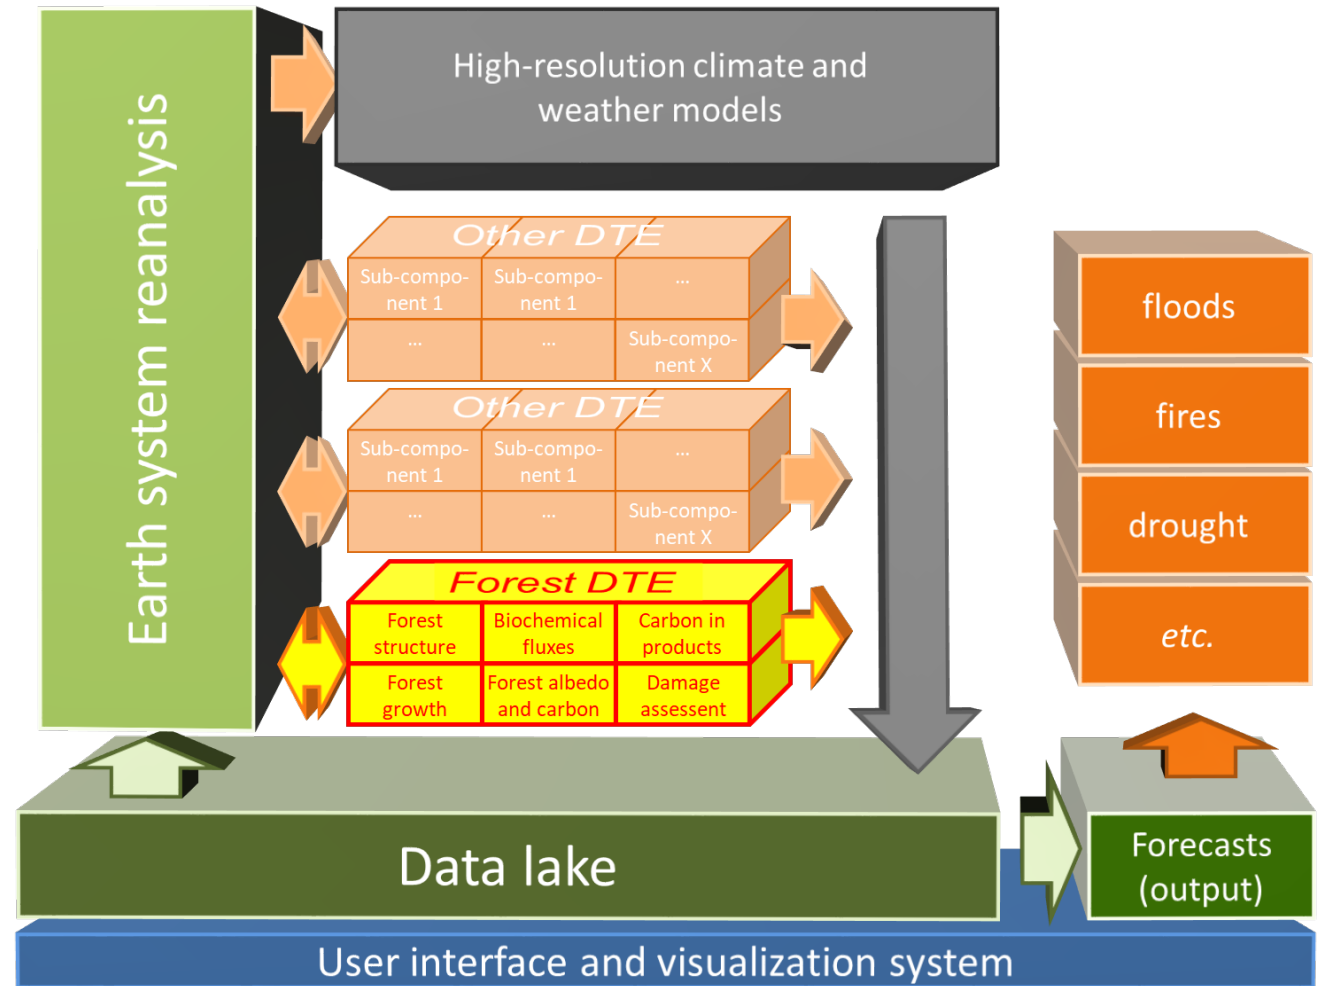 Earth system reanalysis
High-resolution climate and
weather models
Other DTE
Sub-compo-
nent 1
Sub-compo-
nent 1
...
...
...
Sub-compo-
nent X
Other DTE
Sub-compo-
nent 1
Sub-compo-
nent 1
...
...
...
Sub-compo-
nent X
Forest DTE
Forest
structure
Biochemical
fluxes
Carbon in
products
Forest
growth
Forest albedo
and carbon
Damage
assessent
floods
fires
drought
etc.
Data lake
Forecasts
(output)
User interface and visualization system